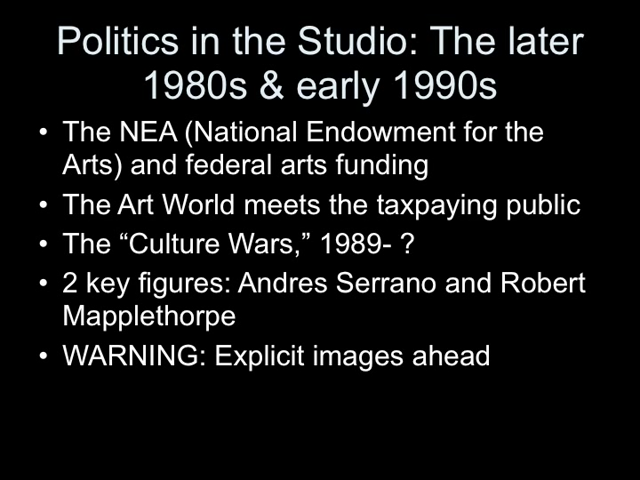 Politics in the Studio: The later
1980s & early 1990s
• The NEA (National Endowment for the
Arts) and federal arts funding
• The Art World meets the taxpaying public
• The “Culture Wars,” 1989- ?
• 2 key figures: Andres Serrano and Robert
Mapplethorpe
• WARNING: Explicit images ahead